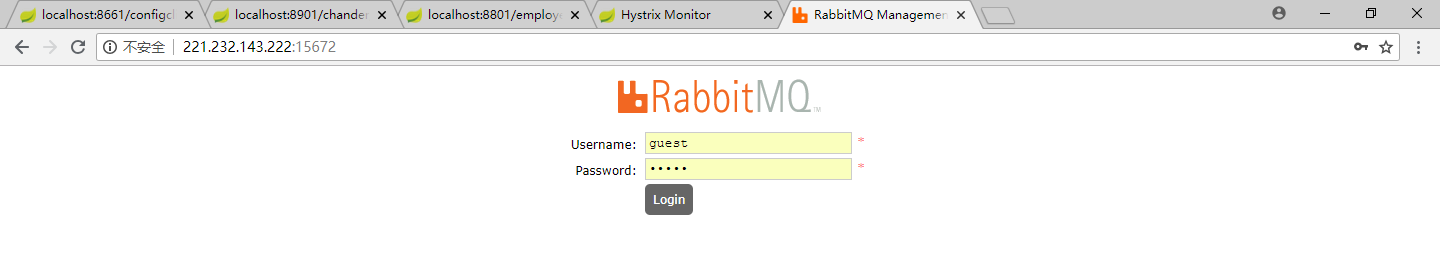 localhost:8661/configcl
localhost:8901/chander
localhost:8801/employe
Hystrix Monitor
RabbitMQ Managemen
不安全
221.232.143.222:15672
RabbitMQ™
Username: guest *
Password: ••••• *
Login